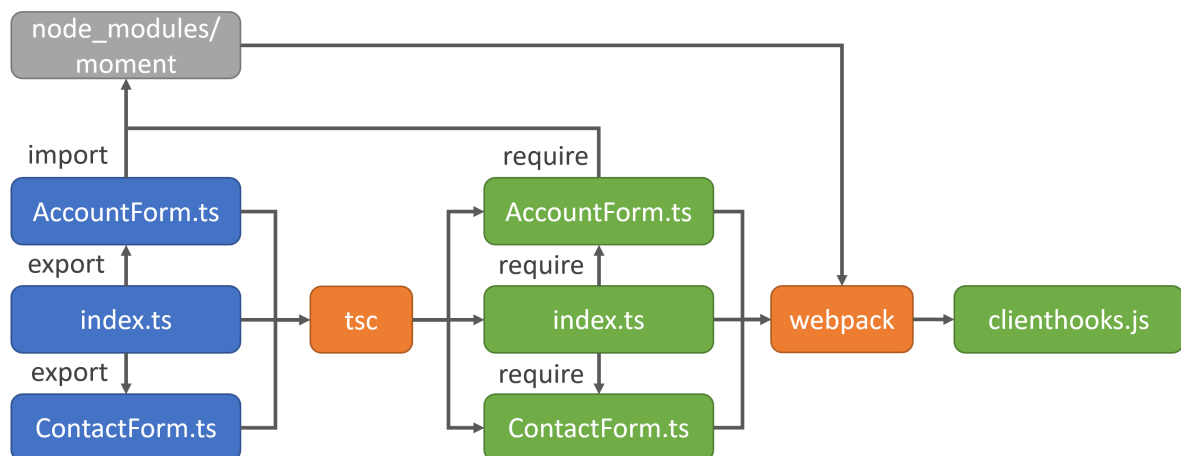 node_modules/
moment
import
require
AccountForm.ts
AccountForm.ts
export
require
index.ts
tsc
index.ts
webpack
clienthooks.js
export
require
ContactForm.ts
ContactForm.ts